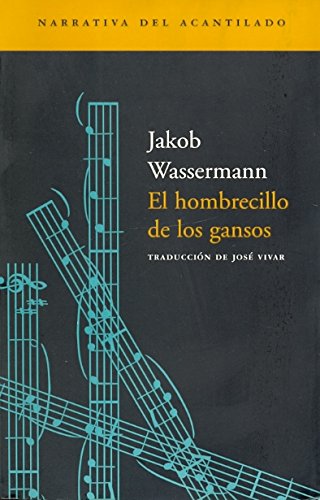 NARRATIVA DEL ACANTILADO
Jakob
Wassermann
El hombrecillo
de los gansos
TRADUCCIÓN DE JOSÉ VIVAR